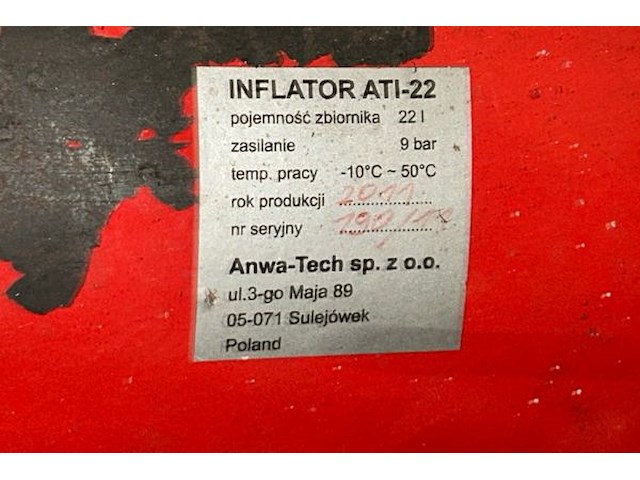 INFLATOR ATI-22
pojemność zbiornika 22 l
zasilanie 9 bar
temp. pracy -10°C ~ 50°C
rok produkcji 2011
nr seryjny
Anwa-Tech sp. z o.o.
ul.3-go Maja 89
05-071 Sulejówek
Poland